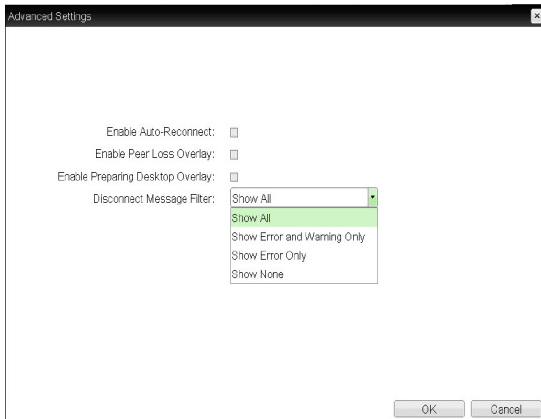 Advanced Settings
Enable Auto-Reconnect:
Enable Peer Loss Overlay:
Enable Preparing Desktop Overlay:
Disconnect Message Filter: Show All
Show All
Show Error and Warning Only
Show Error Only
Show None
OK Cancel